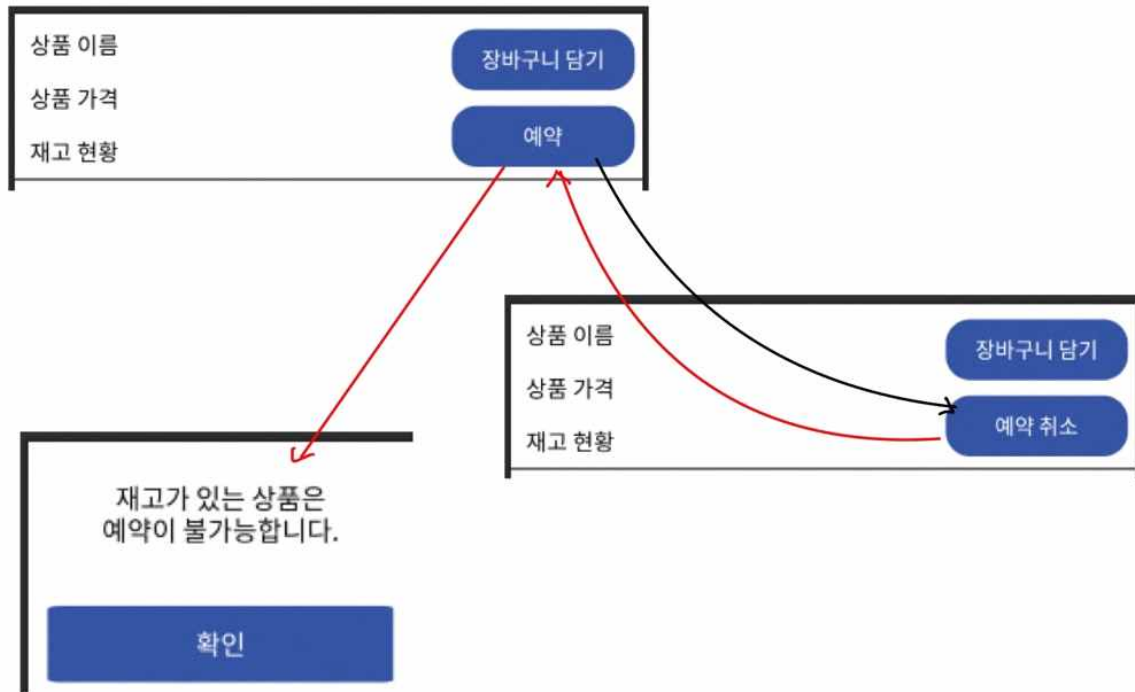 상품 이름
장바구니 담기
상품 가격
예약
재고 현황
상품 이름
장바구니 담기
상품 가격
예약 취소
재고 현황
재고가 있는 상품은
예약이 불가능합니다.
확인